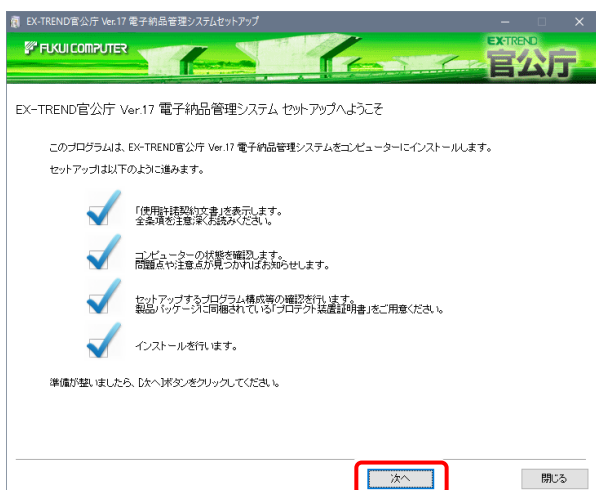 EX-TREND官公庁 Ver.17 電子納品管理システムセットアップ
FUKUI COMPUTER
EX-TREND
官公庁
EX-TREND官公庁 Ver.17 電子納品管理システム セットアップへようこそ
このプログラムは、EX-TREND官公庁 Ver.17 電子納品管理システムをコンピューターにインストールします。
セットアップは以下のように進みます。
「使用許諾契約文書」を表示します。
全条項を注意深くお読みください。
コンピューターの状態を確認します。
問題点や注意点が見つかればお知らせします。
セットアップするプログラム構成等の確認を行います。
製品パッケージに同梱されている「プロテクト装置証明書」をご用意ください。
インストールを行います。
準備が整いましたら、[次へ]ボタンをクリックしてください。
次へ
閉じる